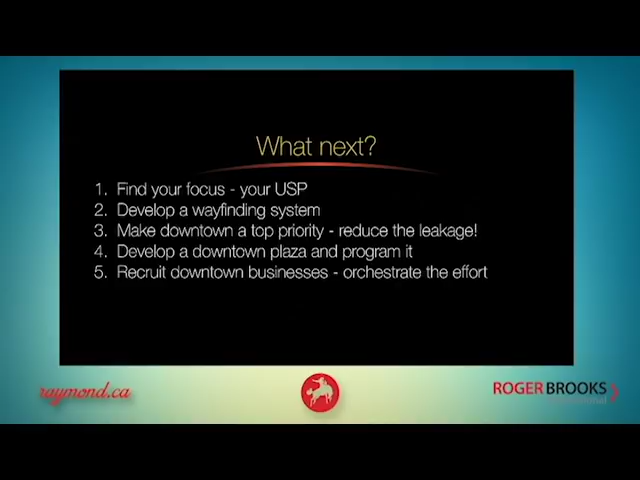 What next?
1. Find your focus - your USP
2. Develop a wayfinding system
3. Make downtown a top priority - reduce the leakage!
4. Develop a downtown plaza and program it
5. Recruit downtown businesses - orchestrate the effort
raymond.ca
ROGER BROOKS